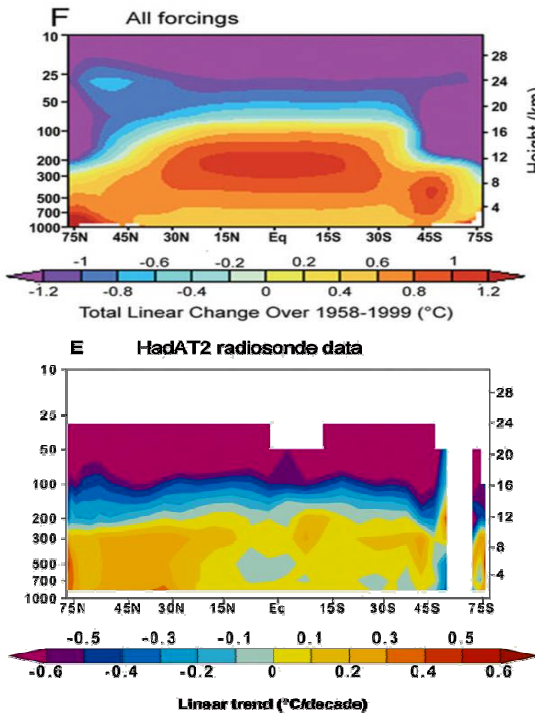 F All forcings
10
25
50
100
200
300
500
700
1000
28
24
20
16
12
8
4
Height (km)
75N 45N 30N 15N Eq 15S 30S 45S 75S
-1 -0.6 -0.2 0.2 0.6 1
-1.2 -0.8 -0.4 0 0.4 0.8 1.2
Total Linear Change Over 1958-1999 (°C)
E HadAT2 radiosonde data
10
25
50
100
200
300
500
700
1000
28
24
20
16
12
8
4
75N 45N 30N 15N Eq 15S 30S 45S 75S
-0.5 -0.3 -0.1 0.1 0.3 0.5
-0.6 -0.4 -0.2 0 0.2 0.4 0.6
Linear trend (°C/decade)